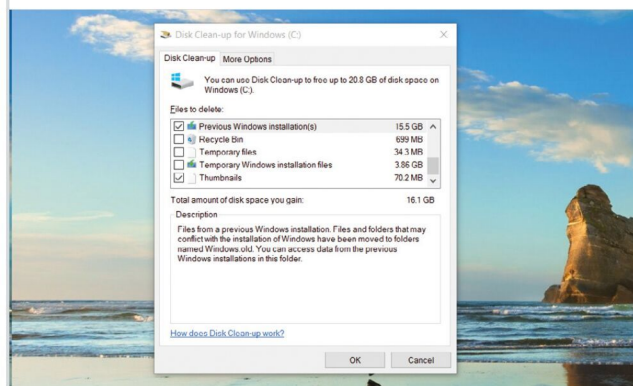 Disk Clean-up for Windows (C:)
Disk Clean-up More Options
You can use Disk Clean-up to free up to 20.8 GB of disk space on
Windows (C:).
Files to delete:
Previous Windows installation(s) 15.5 GB
Recycle Bin 699 MB
Temporary files 34.3 MB
Temporary Windows installation files 3.86 GB
Thumbnails 70.2 MB
Total amount of disk space you gain: 16.1 GB
Description
Files from a previous Windows installation. Files and folders that may
conflict with the installation of Windows have been moved to folders
named Windows.old. You can access data from the previous
Windows installations in this folder.
How does Disk Clean-up work?
OK Cancel